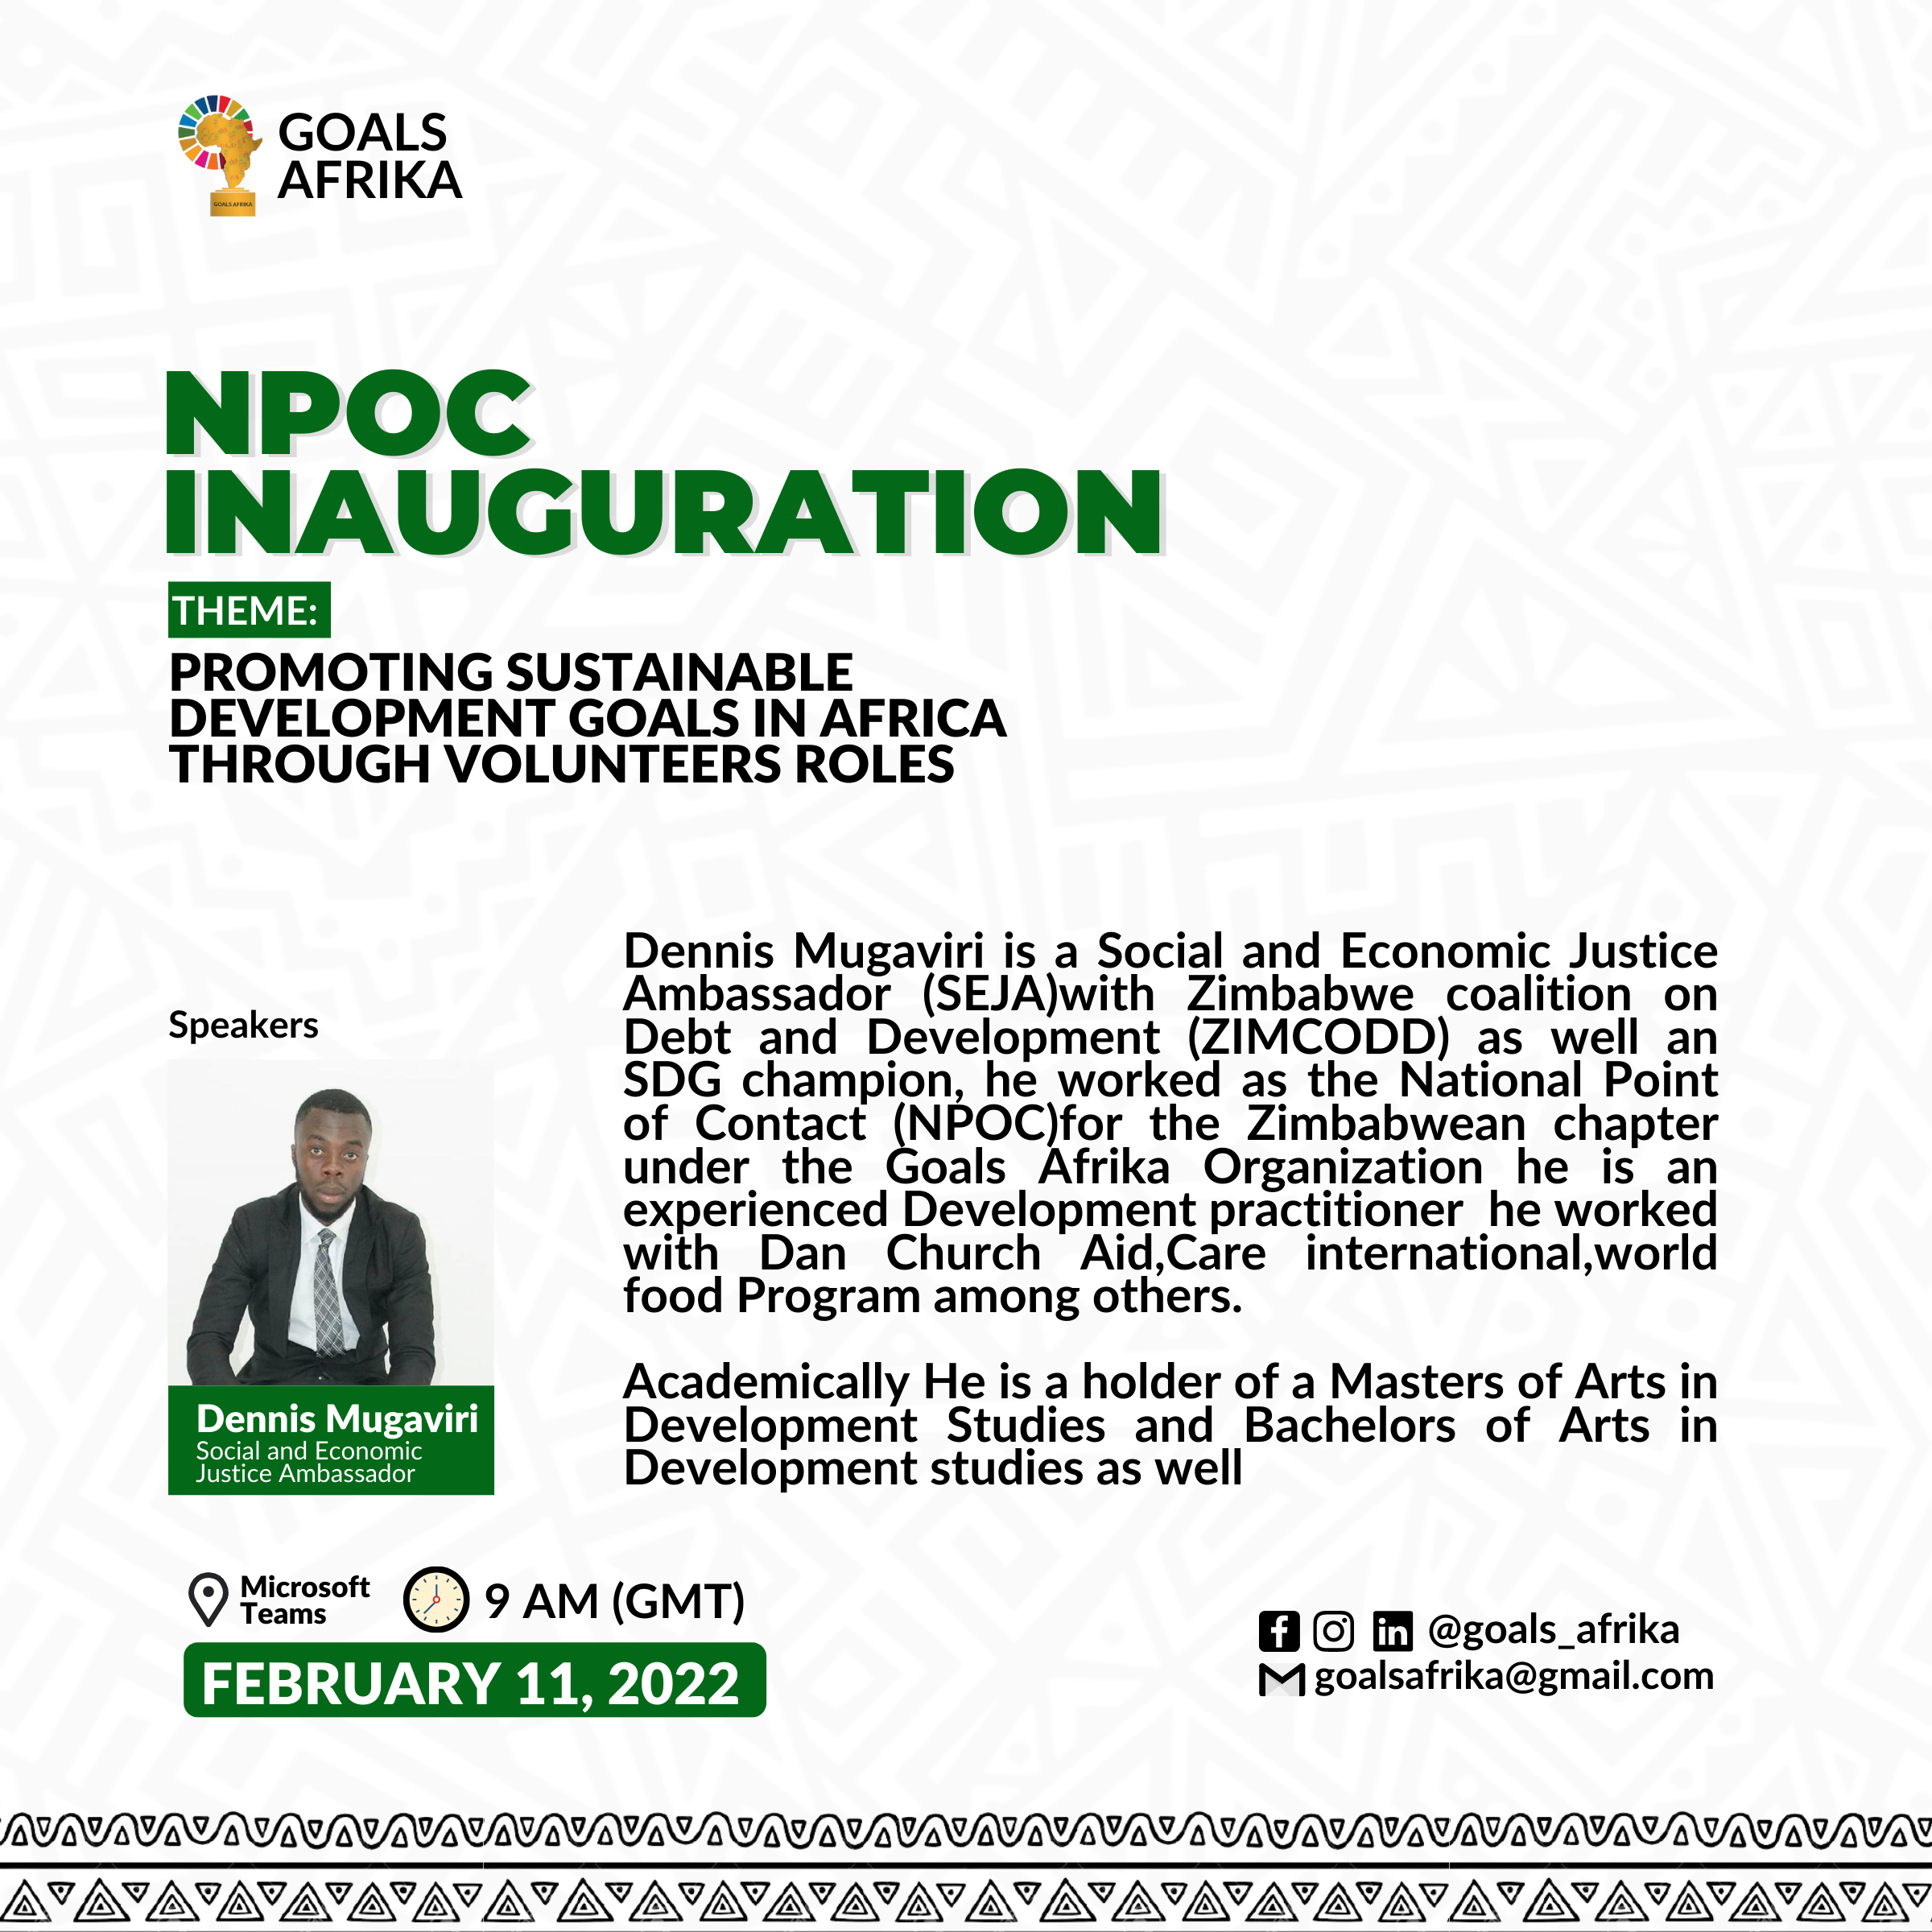 GOALS
AFRIKA
GOALS AFRIKA
NPOC
INAUGURATION
THEME:
PROMOTING SUSTAINABLE
DEVELOPMENT GOALS IN AFRICA
THROUGH VOLUNTEERS ROLES
Speakers
Dennis Mugaviri
Social and Economic
Justice Ambassador
Dennis Mugaviri is a Social and Economic Justice
Ambassador (SEJA)with Zimbabwe coalition on
Debt and Development (ZIMCODD) as well an
SDG champion, he worked as the National Point
of Contact (NPOC)for the Zimbabwean chapter
under the Goals Afrika Organization he is an
experienced Development practitioner he worked
with Dan Church Aid,Care international,world
food Program among others.
Academically He is a holder of a Masters of Arts in
Development Studies and Bachelors of Arts in
Development studies as well
Microsoft
Teams
9 AM (GMT)
FEBRUARY 11, 2022
@goals_afrika
goalsafrika@gmail.com